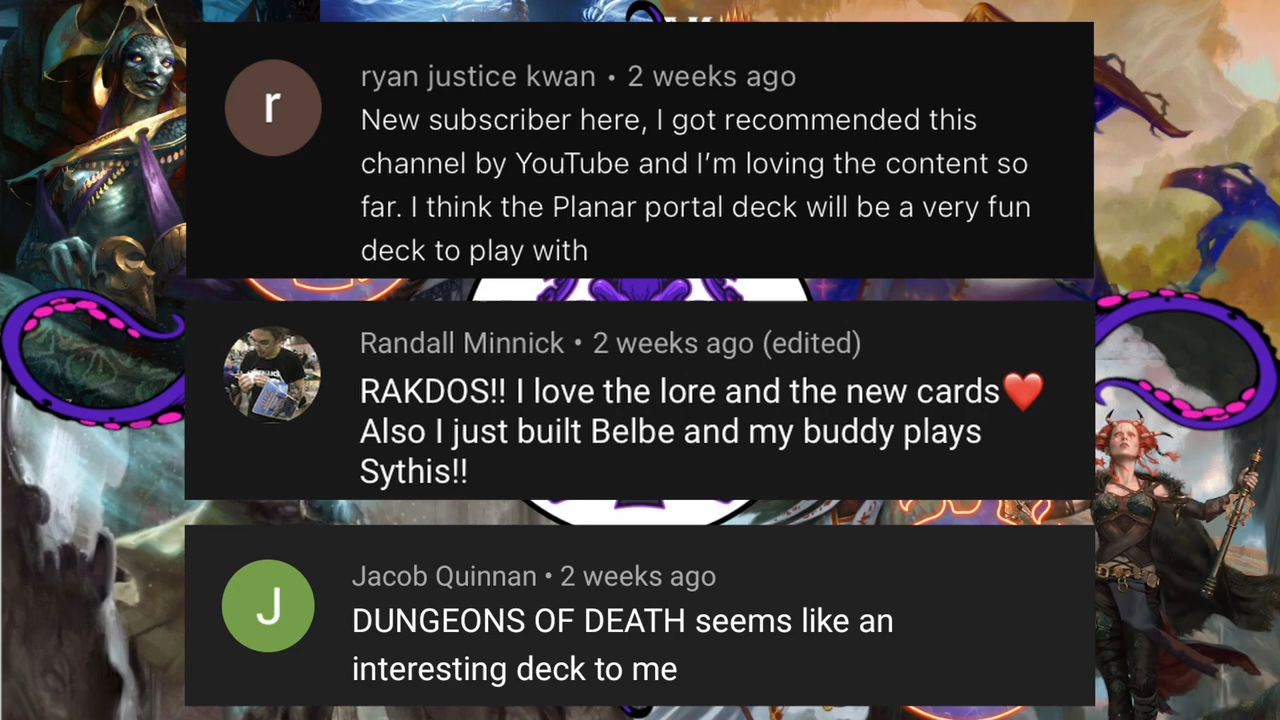 r
ryan justice kwan • 2 weeks ago
New subscriber here, I got recommended this
channel by YouTube and I’m loving the content so
far. I think the Planar portal deck will be a very fun
deck to play with
Randall Minnick • 2 weeks ago (edited)
RAKDOS!! I love the lore and the new cards❤️
Also I just built Belbe and my buddy plays
Sythis!!
J
Jacob Quinnan • 2 weeks ago
DUNGEONS OF DEATH seems like an
interesting deck to me